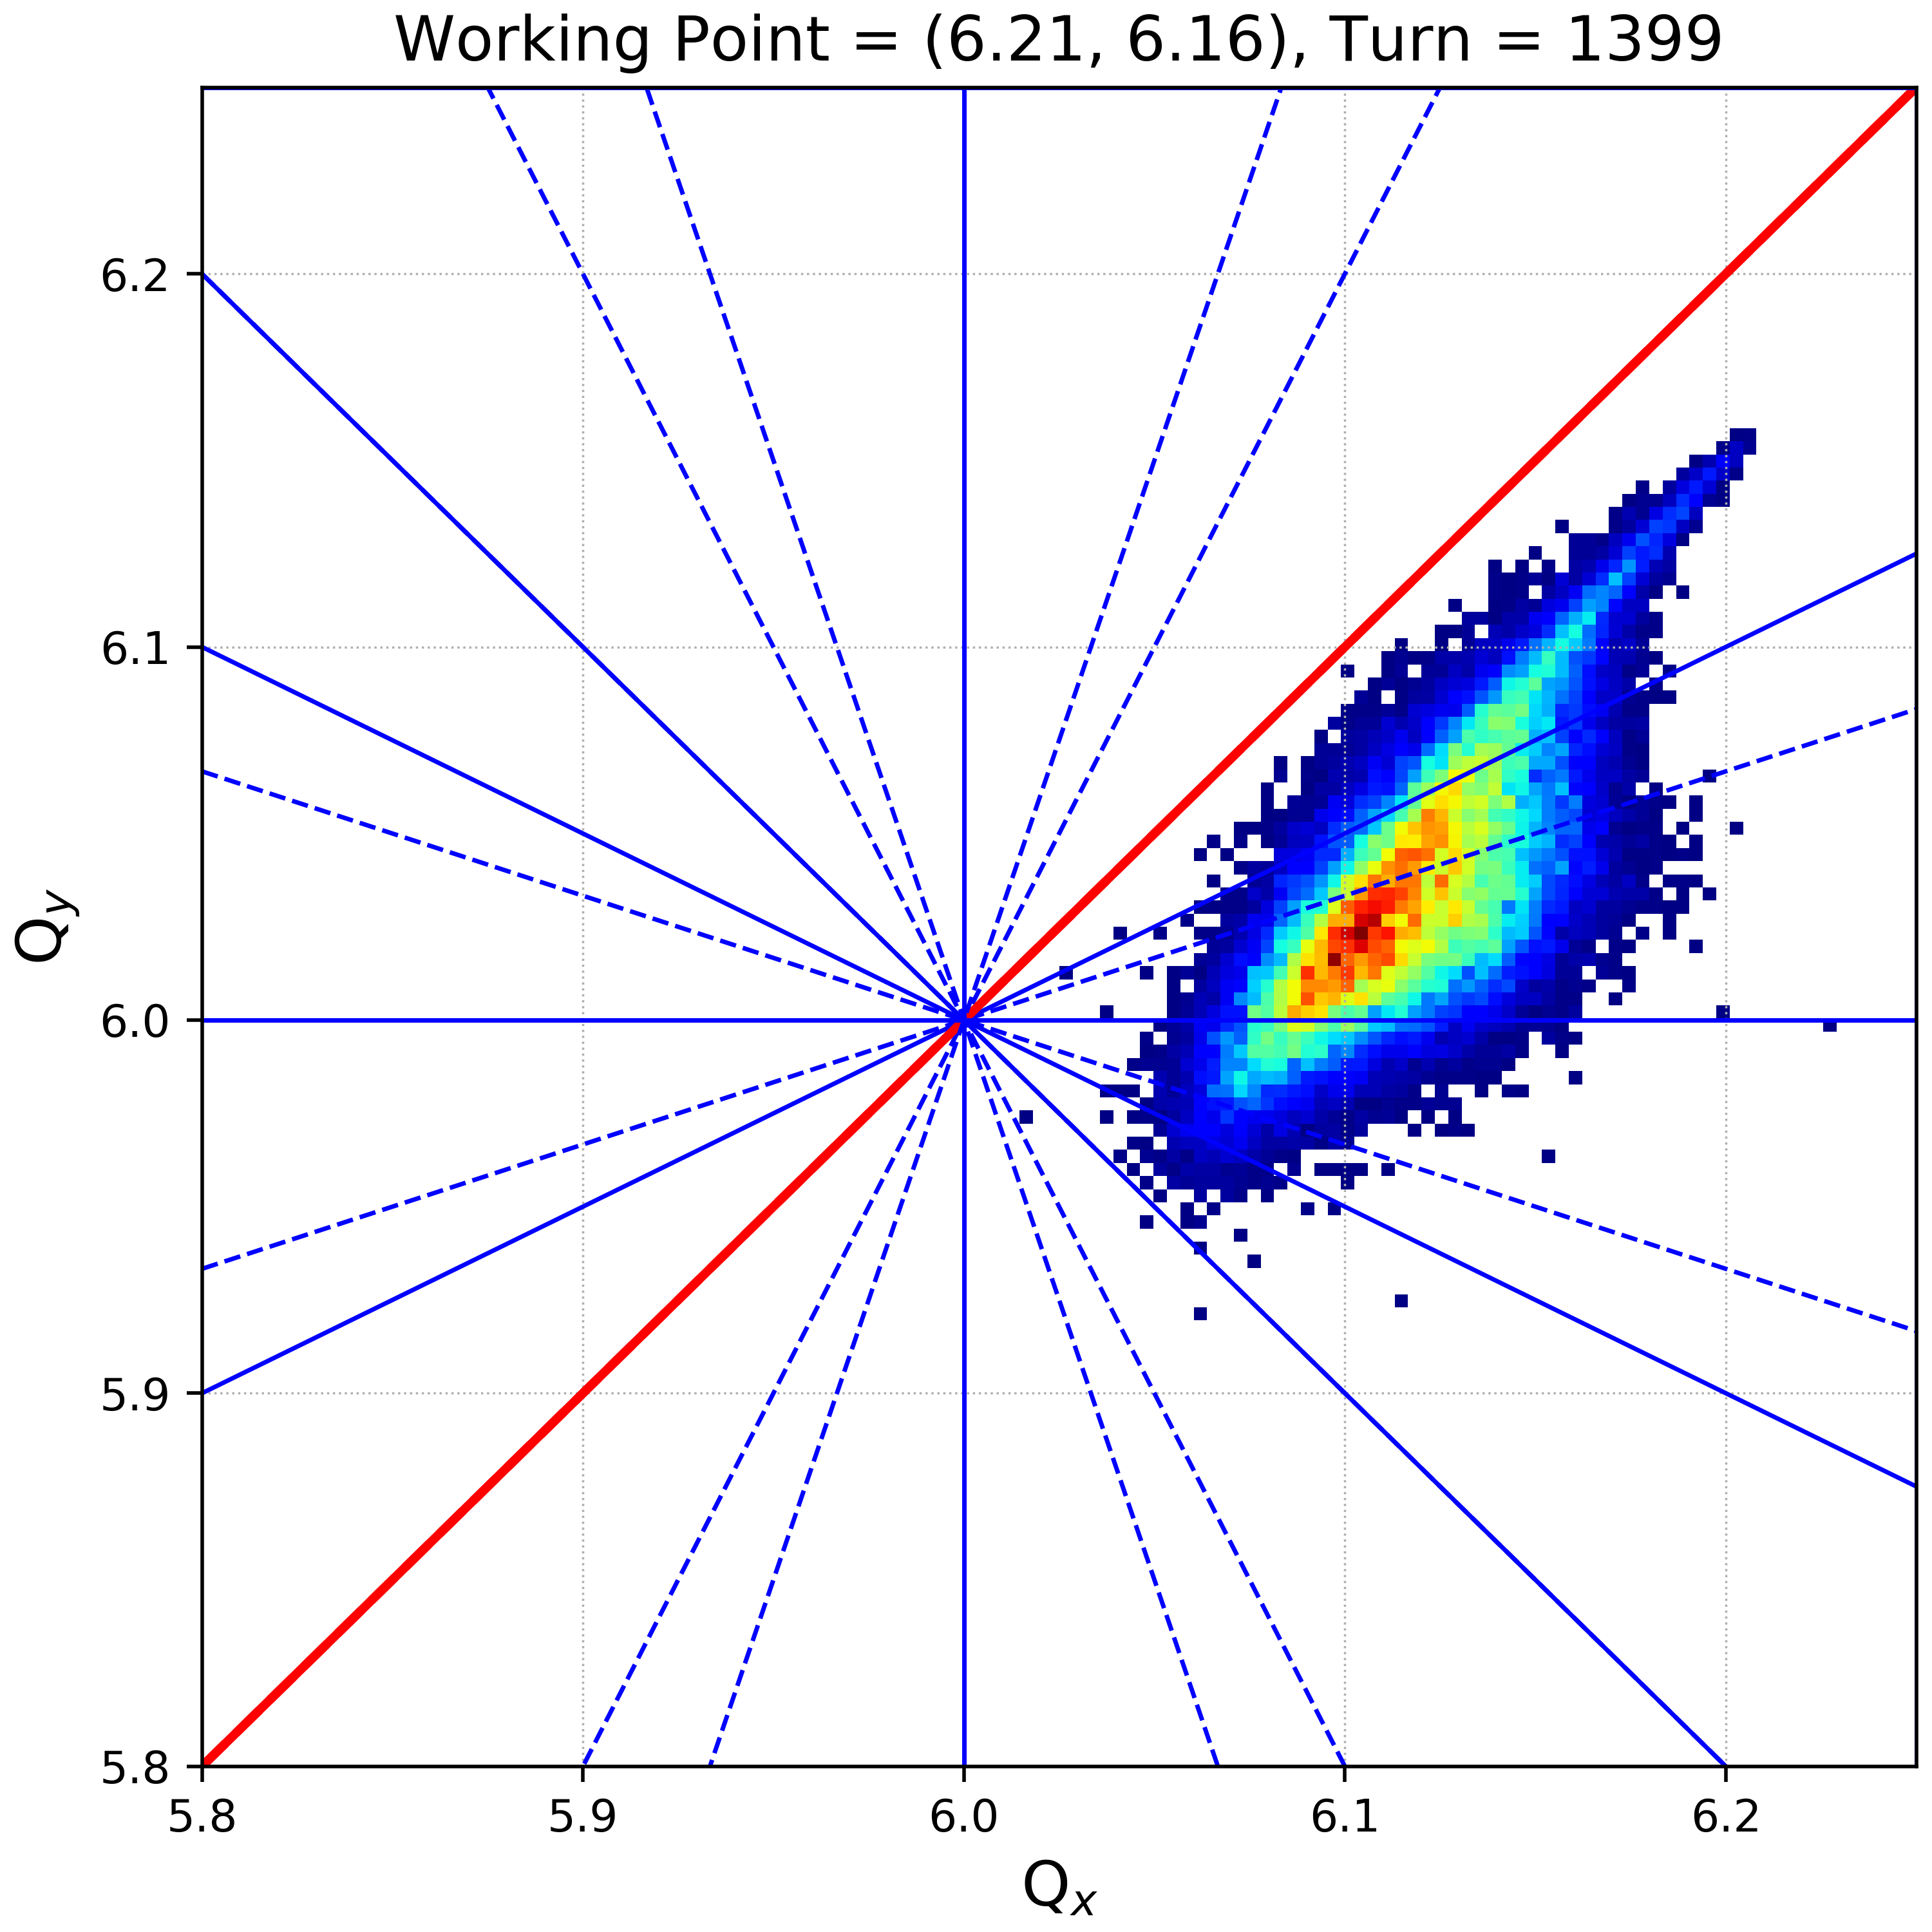 Working Point = (6.21, 6.16), Turn = 1399
6.2
6.1
6.0
5.9
5.8
Qy
5.8 5.9 6.0 6.1 6.2
Qx